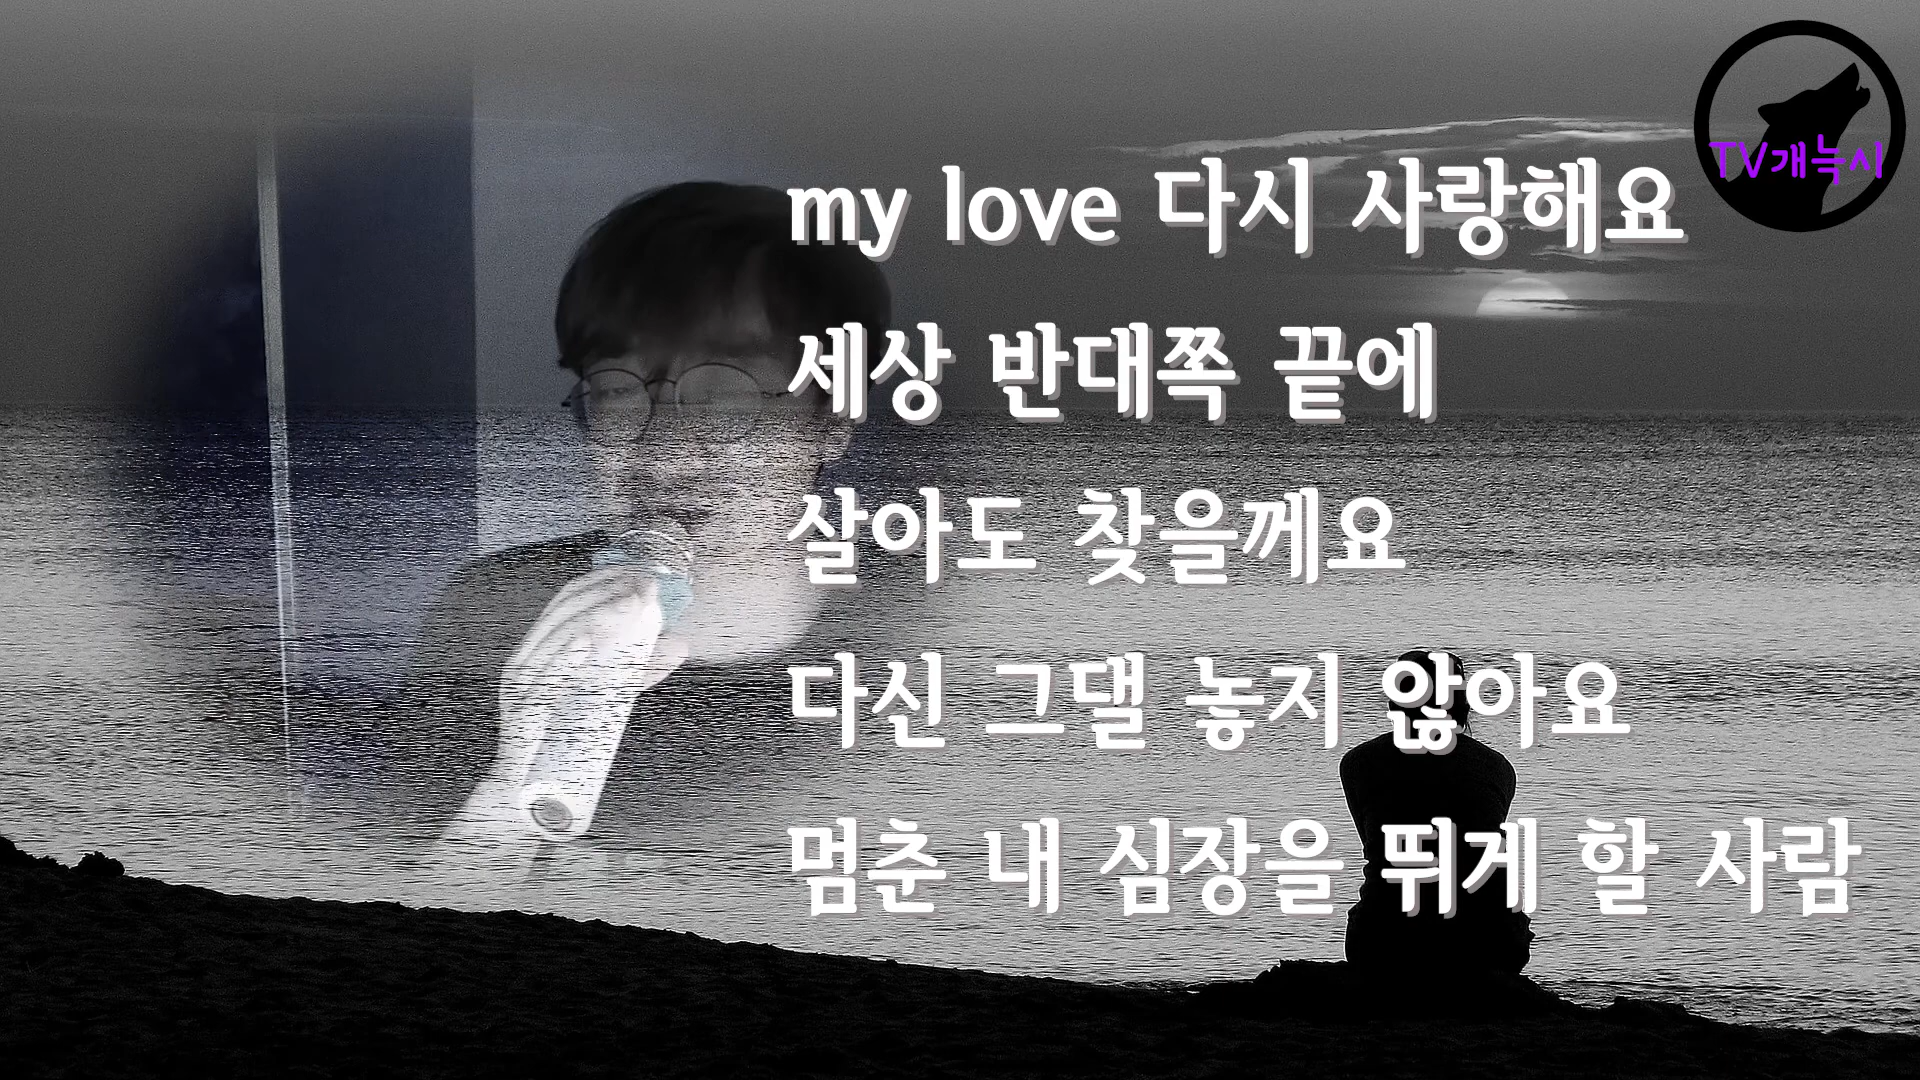 TV개늑시
my love 다시 사랑해요
세상 반대쪽 끝에
살아도 찾을께요
다신 그댈 놓지 않아요
멈춘 내 심장을 뛰게 할 사람